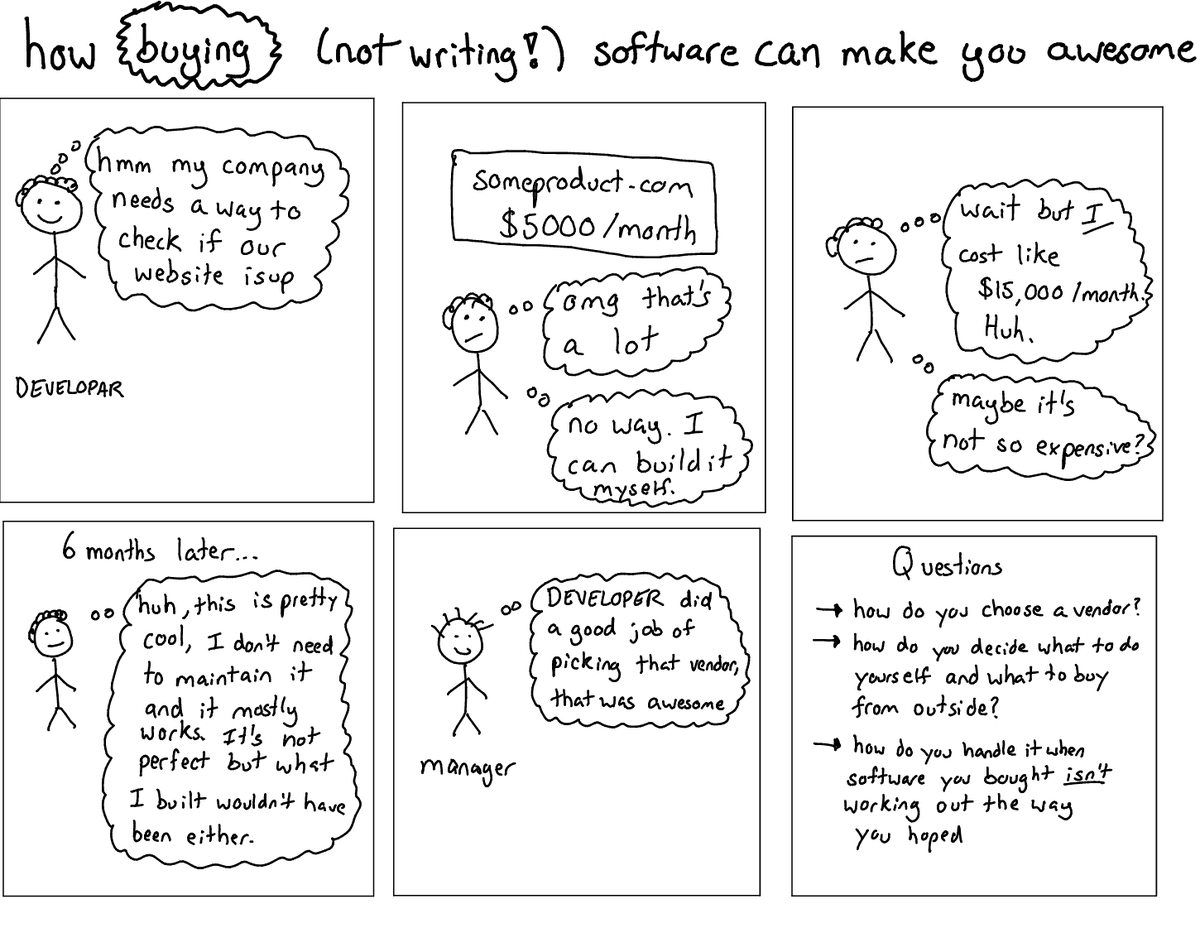 how buying (not writing!) software can make you awesome
hmm my company
needs a way to
check if our
website is up
DEVELOPAR
someproduct.com
$5000/month
omg that's
a lot
no way. I
can build it
myself.
wait but I
cost like
$15,000/month.
Huh.
maybe it's
not so expensive?
6 months later...
huh, this is pretty
cool, I don't need
to maintain it
and it mostly
works. It's not
perfect but what
I built wouldn't have
been either.
DEVELOPER did
a good job of
picking that vendor,
that was awesome
manager
Questions
→ how do you choose a vendor?
→ how do you decide what to do
yourself and what to buy
from outside?
→ how do you handle it when
software you bought isn't
working out the way
you hoped